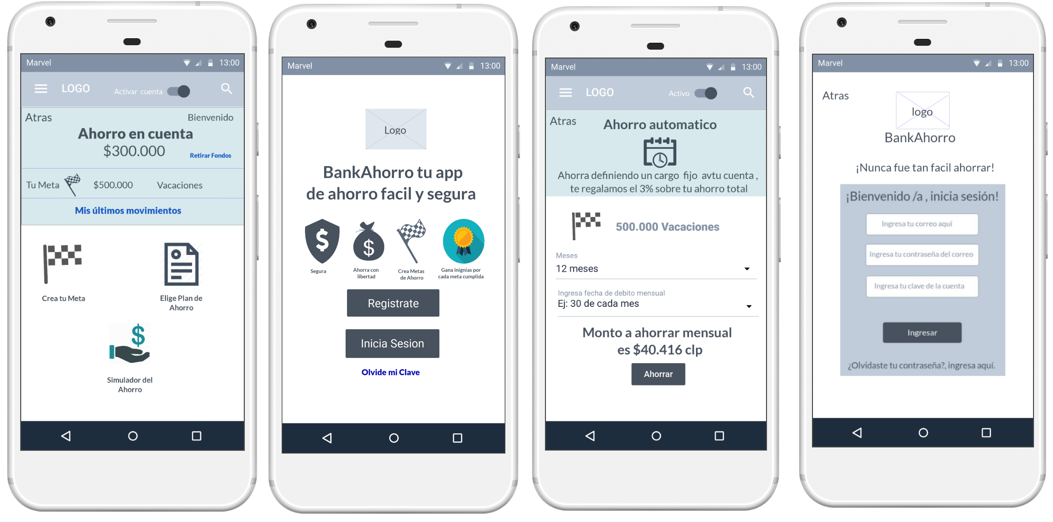 Marvel 13:00
LOGO Activar cuenta
Atras Bienvenido
Ahorro en cuenta
$300.000 Retirar Fondos
Tu Meta $500.000 Vacaciones
Mis últimos movimientos
Crea tu Meta
Elige Plan de
Ahorro
$
Simulador del
Ahorro
Marvel 13:00
Logo
BankAhorro tu app
de ahorro facil y segura
$ $
Segura
Ahorra con
libertad
Crea Metas
de Ahorro
Gana inignias por
cada meta cumplida
Registrate
Inicia Sesion
Olvide mi Clave
Marvel 13:00
LOGO Activo
Atras Ahorro automatico
Ahorra definiendo un cargo fijo avtu cuenta ,
te regalamos el 3% sobre tu ahorro total
500.000 Vacaciones
Meses
12 meses
Ingresa fecha de debito mensual
Ej: 30 de cada mes
Monto a ahorrar mensual
es $40.416 clp
Ahorrar
Marvel 13:00
Atras
logo
BankAhorro
¡Nunca fue tan facil ahorrar!
¡Bienvenido /a , inicia sesión!
Ingresa tu correo aquí
Ingresa tu contraseña del correo
Ingresa tu clave de la cuenta
Ingresar
¿Olvidaste tu contraseña?, ingresa aquí.